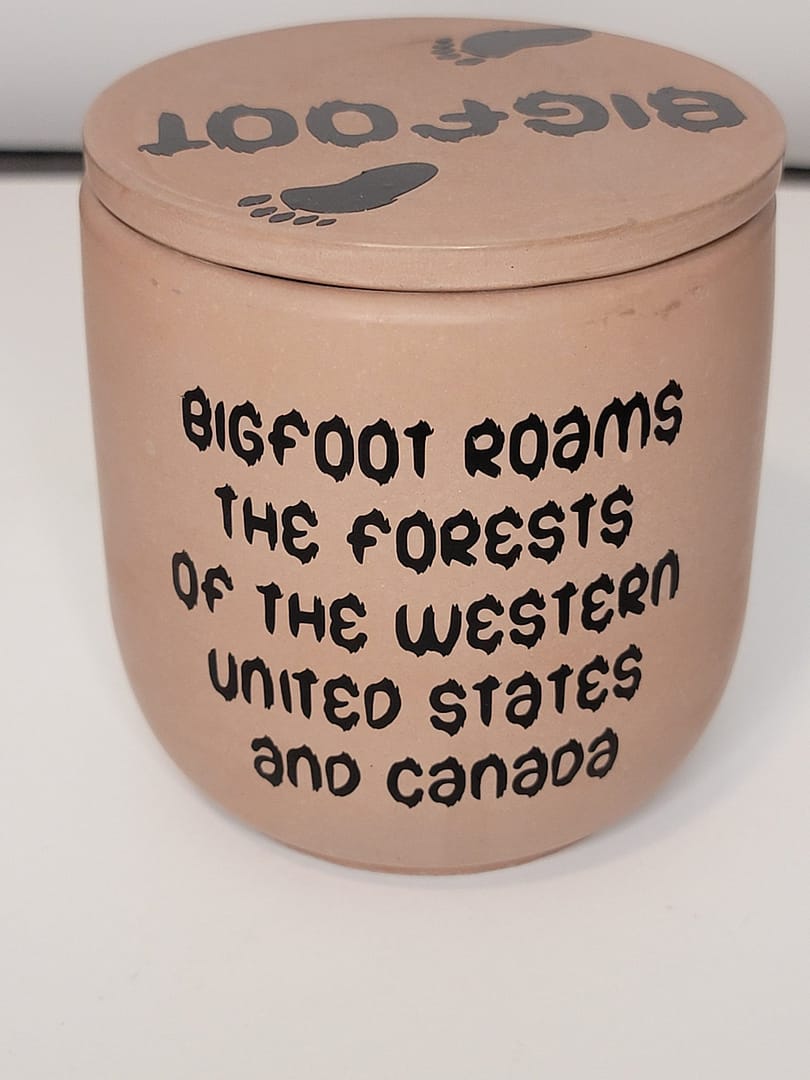 BIGFOOT
BIGFOOT ROAMS
THE FORESTS
OF THE WESTERN
UNITED STATES
AND CANADA